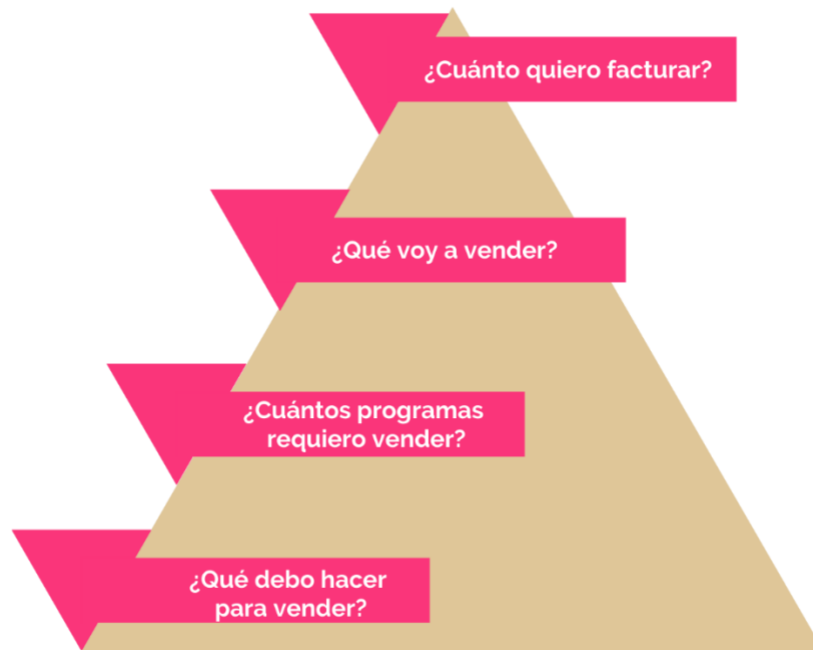 ¿Cuánto quiero facturar?
¿Qué voy a vender?
¿Cuántos programas
requiero vender?
¿Qué debo hacer
para vender?